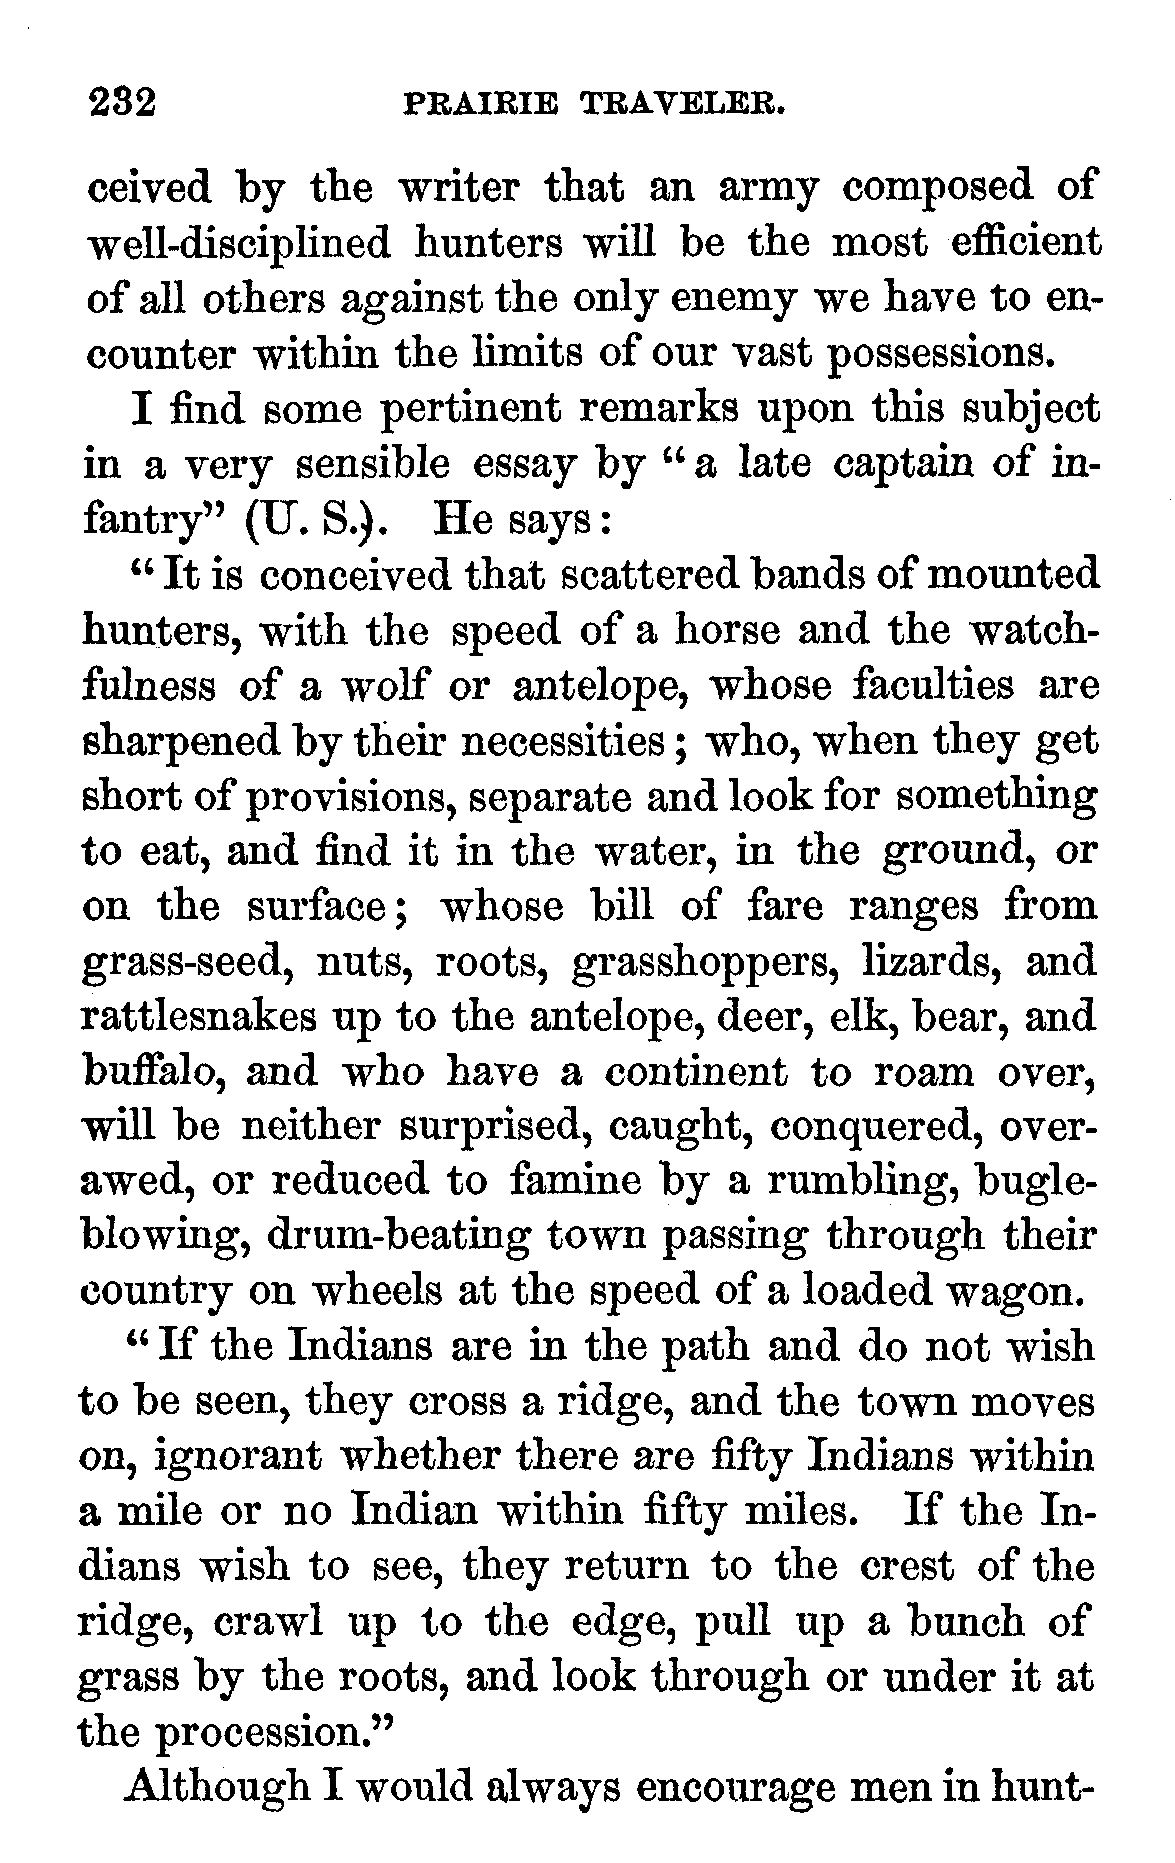 232 PRAIRIE TRAVELER.
ceived by the writer that an army composed of
well-disciplined hunters will be the most efficient
of all others against the only enemy we have to en-
counter within the limits of our vast possessions.
I find some pertinent remarks upon this subject
in a very sensible essay by “a late captain of in-
fantry” (U. S.). He says:
“It is conceived that scattered bands of mounted
hunters, with the speed of a horse and the watch-
fulness of a wolf or antelope, whose faculties are
sharpened by their necessities; who, when they get
short of provisions, separate and look for something
to eat, and find it in the water, in the ground, or
on the surface; whose bill of fare ranges from
grass-seed, nuts, roots, grasshoppers, lizards, and
rattlesnakes up to the antelope, deer, elk, bear, and
buffalo, and who have a continent to roam over,
will be neither surprised, caught, conquered, over-
awed, or reduced to famine by a rumbling, bugle-
blowing, drum-beating town passing through their
country on wheels at the speed of a loaded wagon.
“If the Indians are in the path and do not wish
to be seen, they cross a ridge, and the town moves
on, ignorant whether there are fifty Indians within
a mile or no Indian within fifty miles. If the In-
dians wish to see, they return to the crest of the
ridge, crawl up to the edge, pull up a bunch of
grass by the roots, and look through or under it at
the procession.”
Although I would always encourage men in hunt-